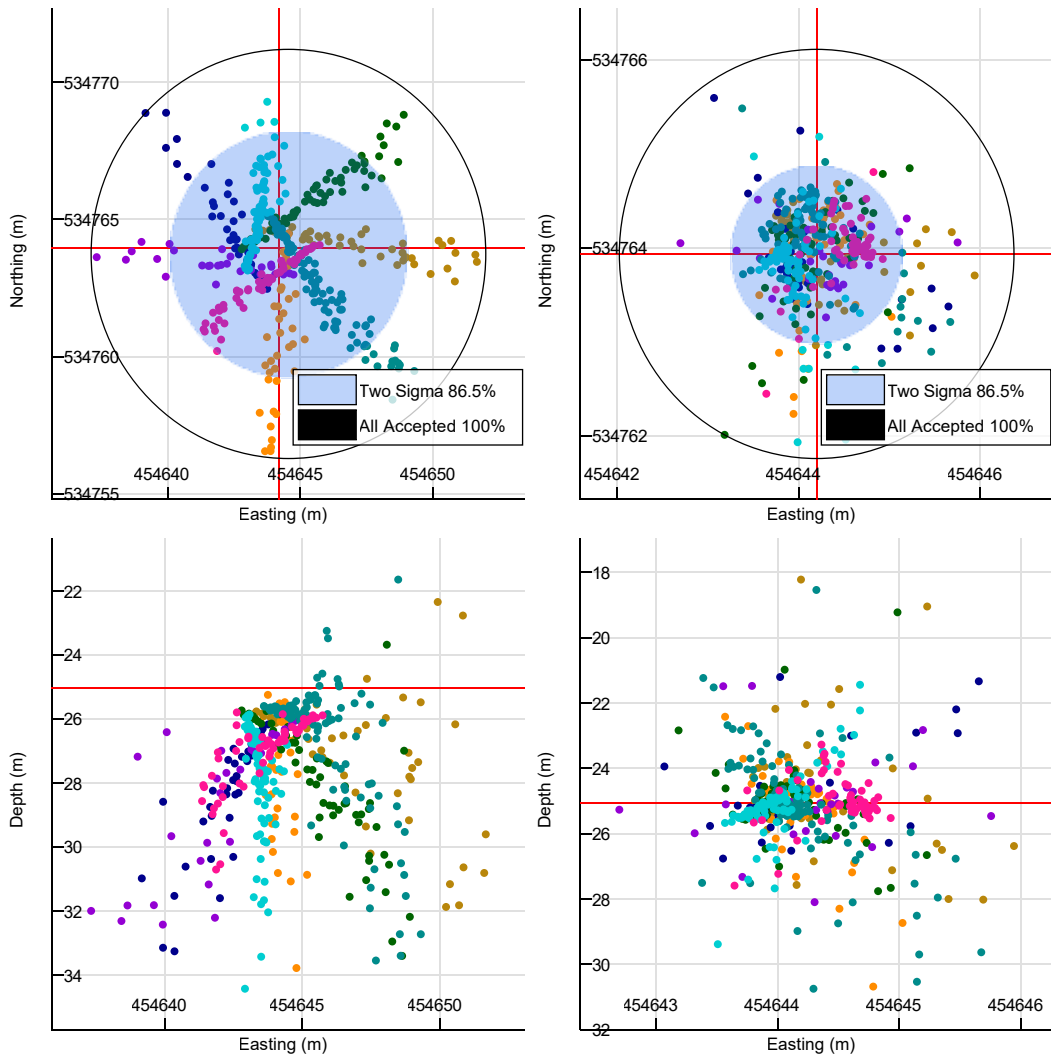 534770
534765
534760
534755
Northing (m)
454640
454645
454650
Easting (m)
Two Sigma 86.5%
All Accepted 100%
534766
534764
534762
Northing (m)
454642
454644
454646
Easting (m)
Two Sigma 86.5%
All Accepted 100%
22
24
26
28
30
32
34
Depth (m)
454640
454645
454650
Easting (m)
18
20
22
24
26
28
30
32
Depth (m)
454643
454644
454645
454646
Easting (m)